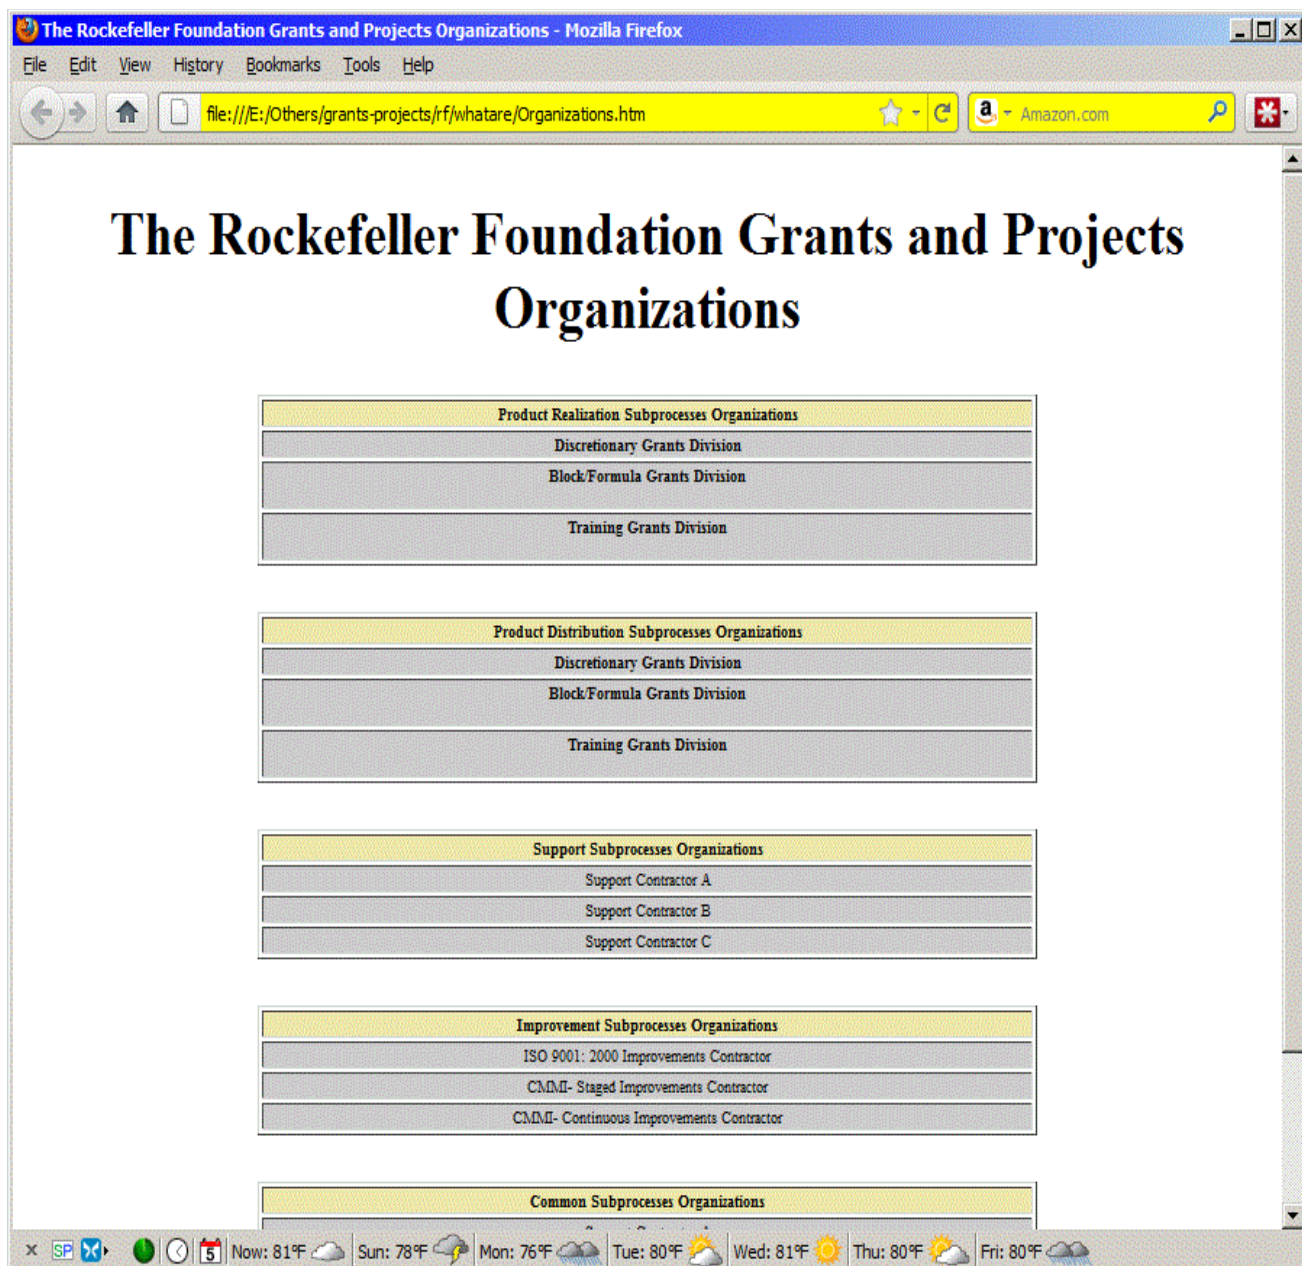 The Rockefeller Foundation Grants and Projects Organizations - Mozilla Firefox
File Edit View History Bookmarks Tools Help
file:///E:/Others/grants-projects/rf/whatare/Organizations.htm
a Amazon.com
The Rockefeller Foundation Grants and Projects
Organizations
Product Realization Subprocesses Organizations
Discretionary Grants Division
Block/Formula Grants Division
Training Grants Division
Product Distribution Subprocesses Organizations
Discretionary Grants Division
Block/Formula Grants Division
Training Grants Division
Support Subprocesses Organizations
Support Contractor A
Support Contractor B
Support Contractor C
Improvement Subprocesses Organizations
ISO 9001: 2000 Improvements Contractor
CMMI- Staged Improvements Contractor
CMMI- Continuous Improvements Contractor
Common Subprocesses Organizations
SP 5 Now: 81°F Sun: 78°F Mon: 76°F Tue: 80°F Wed: 81°F Thu: 80°F Fri: 80°F